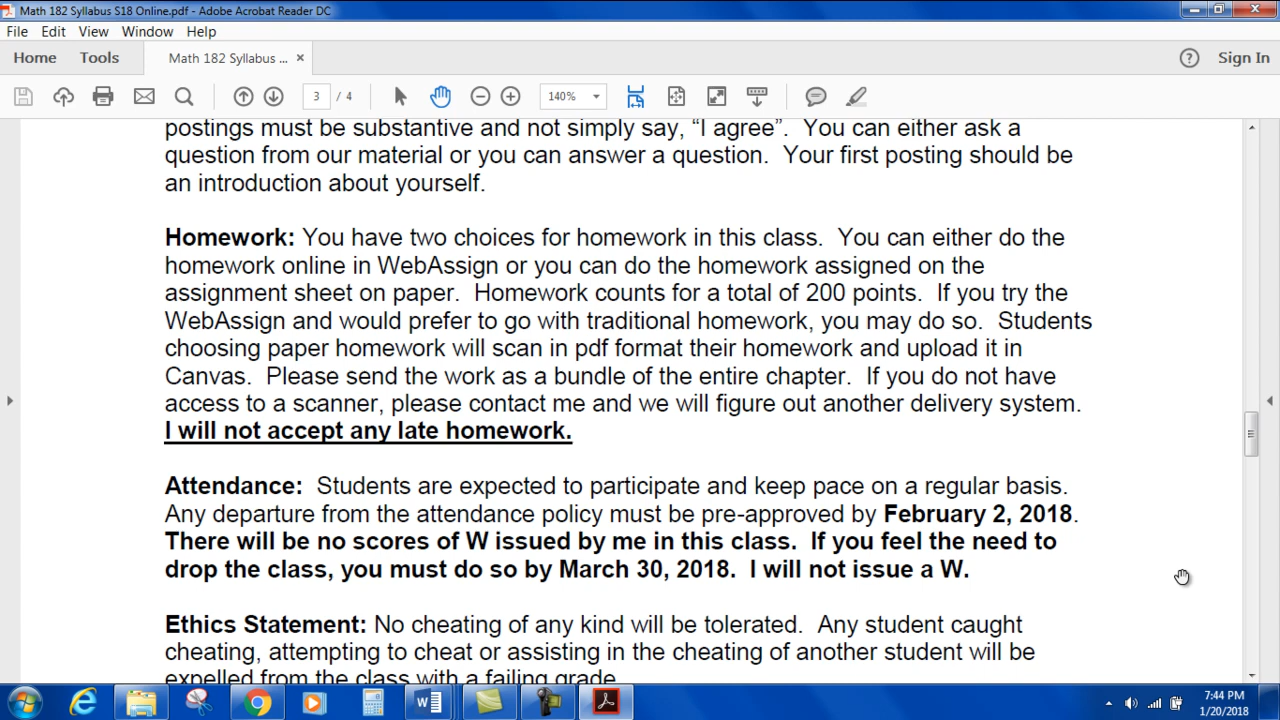 Math 182 Syllabus S18 Online.pdf - Adobe Acrobat Reader DC
File Edit View Window Help
Home Tools Math 182 Syllabus ... × ? Sign In
3 / 4 140%
postings must be substantive and not simply say, “I agree”.  You can either ask a
question from our material or you can answer a question.  Your first posting should be
an introduction about yourself.
Homework: You have two choices for homework in this class.  You can either do the
homework online in WebAssign or you can do the homework assigned on the
assignment sheet on paper.  Homework counts for a total of 200 points.  If you try the
WebAssign and would prefer to go with traditional homework, you may do so.  Students
choosing paper homework will scan in pdf format their homework and upload it in
Canvas.  Please send the work as a bundle of the entire chapter.  If you do not have
access to a scanner, please contact me and we will figure out another delivery system.
I will not accept any late homework.
Attendance:  Students are expected to participate and keep pace on a regular basis.
Any departure from the attendance policy must be pre-approved by February 2, 2018.
There will be no scores of W issued by me in this class.  If you feel the need to
drop the class, you must do so by March 30, 2018.  I will not issue a W.
Ethics Statement: No cheating of any kind will be tolerated.  Any student caught
cheating, attempting to cheat or assisting in the cheating of another student will be
expelled from the class with a failing grade.
7:44 PM
1/20/2018